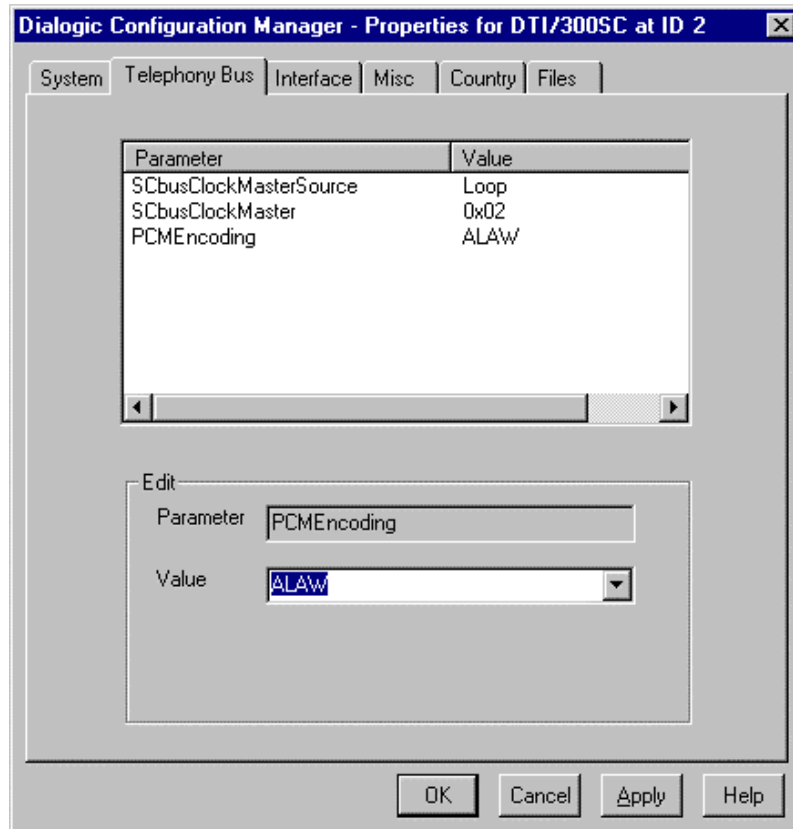 Dialogic Configuration Manager - Properties for DTI/300SC at ID 2
System Telephony Bus Interface Misc Country Files
Parameter Value
SCbusClockMasterSource Loop
SCbusClockMaster 0x02
PCMEncoding ALAW
Edit
Parameter PCMEncoding
Value ALAW
OK Cancel Apply Help